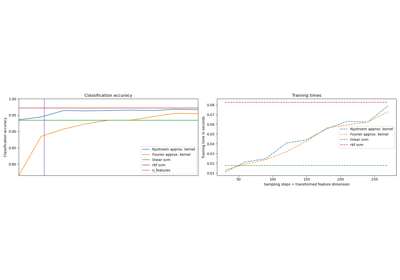 Classification accuracy
Classification accuracy
1.00
0.95
0.90
0.85
0.80
Nystroem approx. kernel
Fourier approx. kernel
linear svm
rbf svm
n_features
Training times
Training time in seconds
0.08
0.07
0.06
0.05
0.04
0.03
0.02
0.01
Nystroem approx. kernel
Fourier approx. kernel
linear svm
rbf svm
50
100
150
200
250
Sampling steps = transformed feature dimension